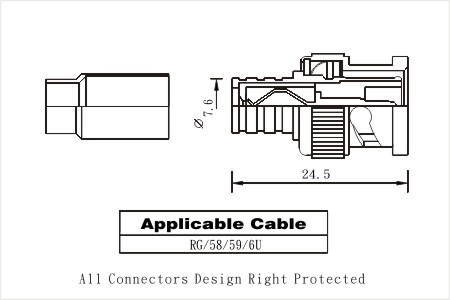 Ø 7.6
24.5
Applicable Cable
RG/58/59/6U
All Connectors Design Right Protected